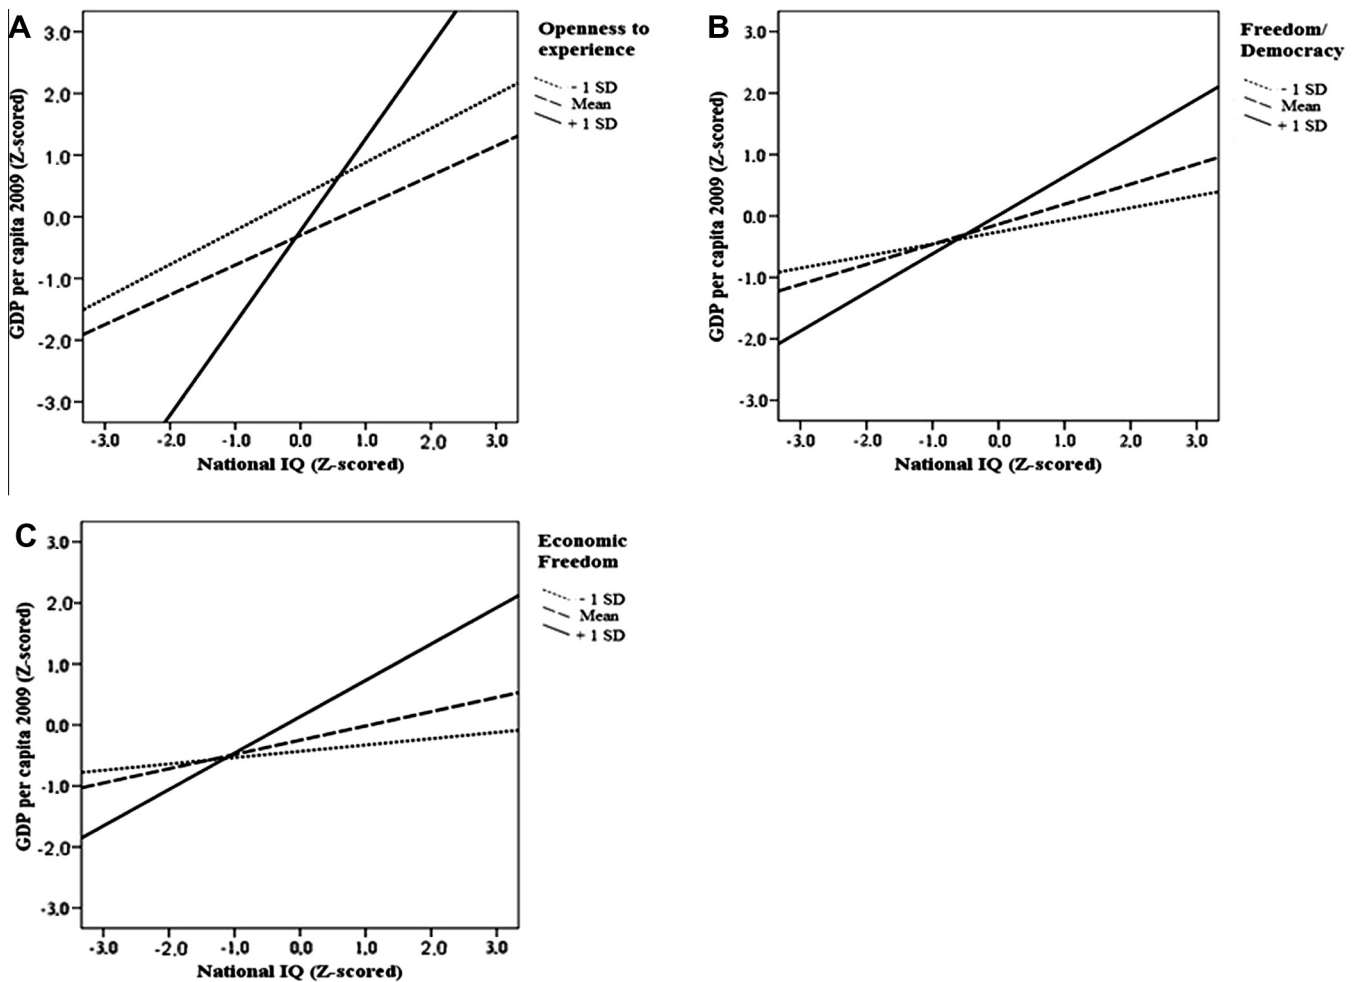 A
Openness to
experience
- 1 SD
Mean
+ 1 SD
GDP per capita 2009 (Z-scored)
3.0
2.0
1.0
0.0
-1.0
-2.0
-3.0
-3.0 -2.0 -1.0 0.0 1.0 2.0 3.0
National IQ (Z-scored)
B
Freedom/
Democracy
- 1 SD
Mean
+ 1 SD
GDP per capita 2009 (Z-scored)
3.0
2.0
1.0
0.0
-1.0
-2.0
-3.0
-3.0 -2.0 -1.0 0.0 1.0 2.0 3.0
National IQ (Z-scored)
C
Economic
Freedom
- 1 SD
Mean
+ 1 SD
GDP per capita 2009 (Z-scored)
3.0
2.0
1.0
0.0
-1.0
-2.0
-3.0
-3.0 -2.0 -1.0 0.0 1.0 2.0 3.0
National IQ (Z-scored)